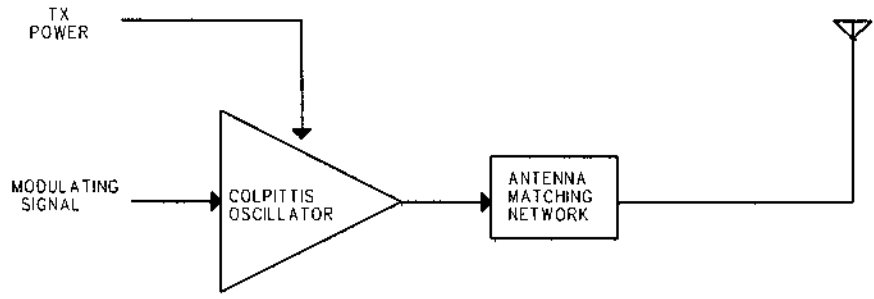 TX
POWER
MODULATING
SIGNAL
COLPITTIS
OSCILLATOR
ANTENNA
MATCHING
NETWORK